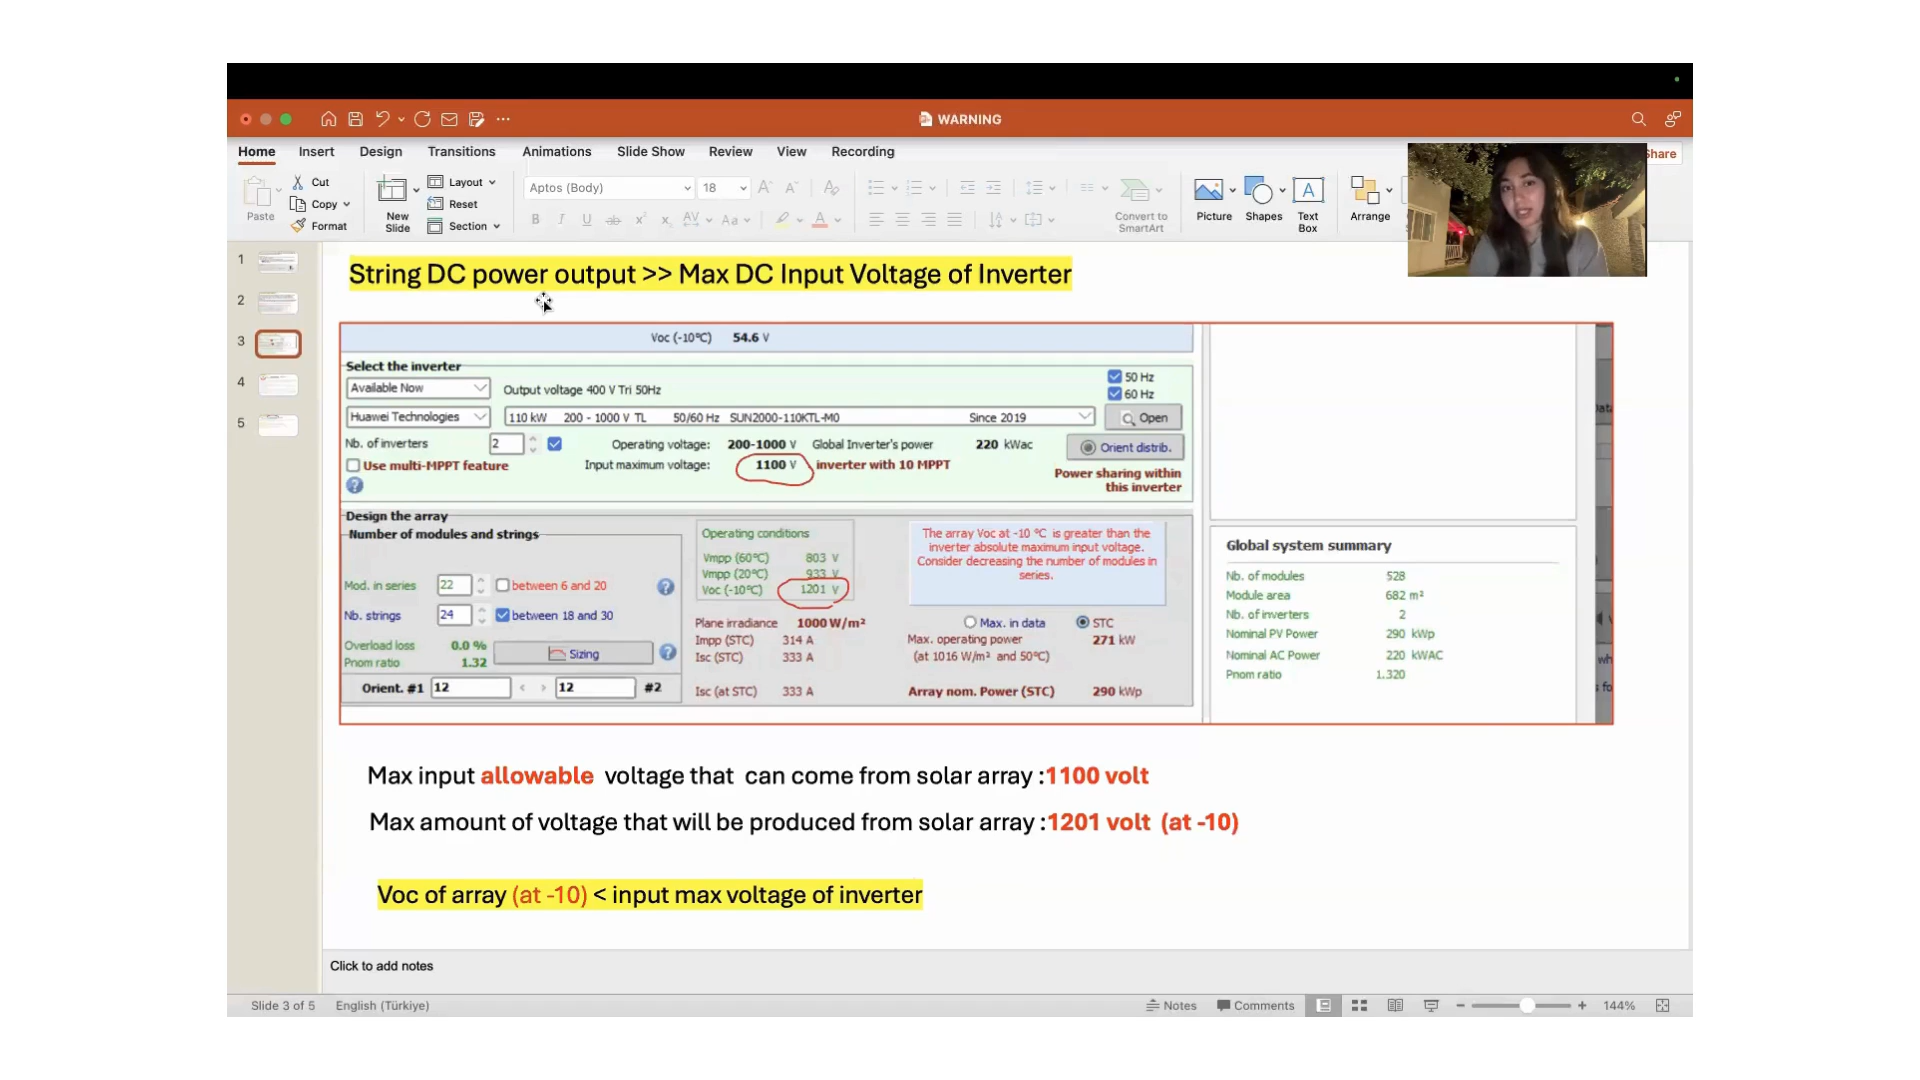 WARNING
Home Insert Design Transitions Animations Slide Show Review View Recording Share
Paste
Cut
Copy
Format
New Slide
Layout
Reset
Section
Aptos (Body) 18
Convert to SmartArt
Picture
Shapes
Text Box
Arrange
1
2
3
4
5
String DC power output >> Max DC Input Voltage of Inverter
Voc (-10°C) 54.6 V
Select the inverter
Available Now Output voltage 400 V Tri 50Hz
50 Hz
60 Hz
Huawei Technologies 110 kW 200 - 1000 V TL 50/60 Hz SUN2000-110KTL-M0 Since 2019 Open
Nb. of inverters 2 Operating voltage: 200-1000 V Global Inverter's power 220 kWac Orient distrib.
Use multi-MPPT feature Input maximum voltage: 1100 V inverter with 10 MPPT
Power sharing within
this inverter
Design the array
Number of modules and strings
Mod. in series 22 between 6 and 20
Nb. strings 24 between 18 and 30
Overload loss 0.0 %
Pnom ratio 1.32
Sizing
Orient. #1 12 < > 12 #2
Operating conditions
Vmpp (60°C) 803 V
Vmpp (20°C) 933 V
Voc (-10°C) 1201 V
Plane irradiance 1000 W/m²
Impp (STC) 314 A
Isc (STC) 333 A
Isc (at STC) 333 A
The array Voc at -10 °C is greater than the
inverter absolute maximum input voltage.
Consider decreasing the number of modules in
series.
Max. in data STC
Max. operating power 271 kW
(at 1016 W/m² and 50°C)
Array nom. Power (STC) 290 kWp
Global system summary
Nb. of modules 528
Module area 682 m²
Nb. of inverters 2
Nominal PV Power 290 kWp
Nominal AC Power 220 kWAC
Pnom ratio 1.320
Max input allowable voltage that can come from solar array :1100 volt
Max amount of voltage that will be produced from solar array :1201 volt (at -10)
Voc of array (at -10) < input max voltage of inverter
Click to add notes
Slide 3 of 5 English (Türkiye) Notes Comments 144%